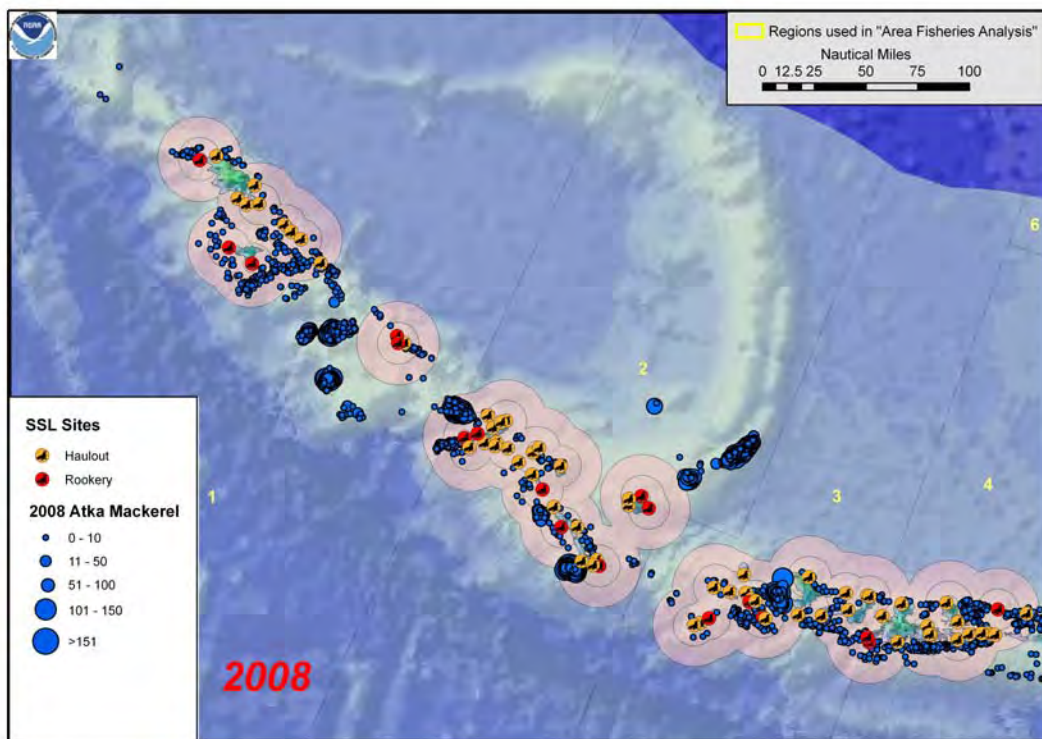 NOAA
Regions used in "Area Fisheries Analysis"
Nautical Miles
0 12.5 25 50 75 100
6
2
1
3
4
SSL Sites
Haulout
Rookery
2008 Atka Mackerel
0 - 10
11 - 50
51 - 100
101 - 150
>151
2008